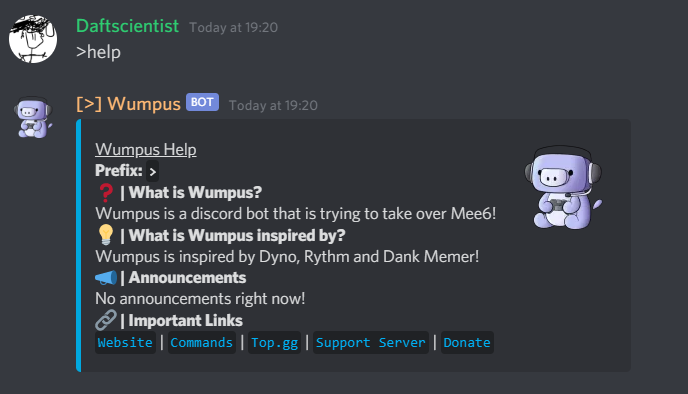 Daftscientist Today at 19:20
>help
[>] Wumpus BOT Today at 19:20
Wumpus Help
Prefix: >
❓ | What is Wumpus?
Wumpus is a discord bot that is trying to take over Mee6!
💡 | What is Wumpus inspired by?
Wumpus is inspired by Dyno, Rythm and Dank Memer!
📣 | Announcements
No announcements right now!
🔗 | Important Links
Website | Commands | Top.gg | Support Server | Donate